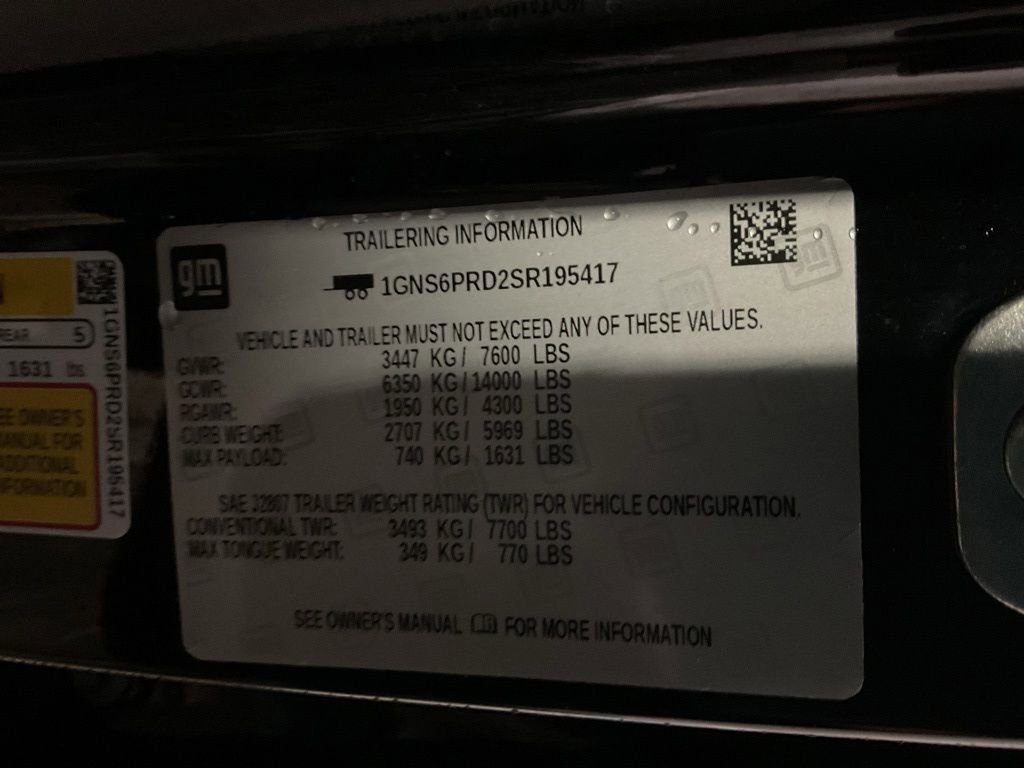 gm
TRAILERING INFORMATION
1GNS6PRD2SR195417
VEHICLE AND TRAILER MUST NOT EXCEED ANY OF THESE VALUES.
GVWR: 3447 KG / 7600 LBS
GCWR: 6350 KG / 14000 LBS
RGAWR: 1950 KG / 4300 LBS
CURB WEIGHT: 2707 KG / 5969 LBS
MAX PAYLOAD: 740 KG / 1631 LBS
SAE J2807 TRAILER WEIGHT RATING (TWR) FOR VEHICLE CONFIGURATION.
CONVENTIONAL TWR: 3493 KG / 7700 LBS
MAX TONGUE WEIGHT: 349 KG / 770 LBS
SEE OWNER'S MANUAL FOR MORE INFORMATION
REAR 5
1631 lbs
EE OWNER'S
MANUAL FOR
ADDITIONAL
NFORMATION
1GNS6PRD2SR195417